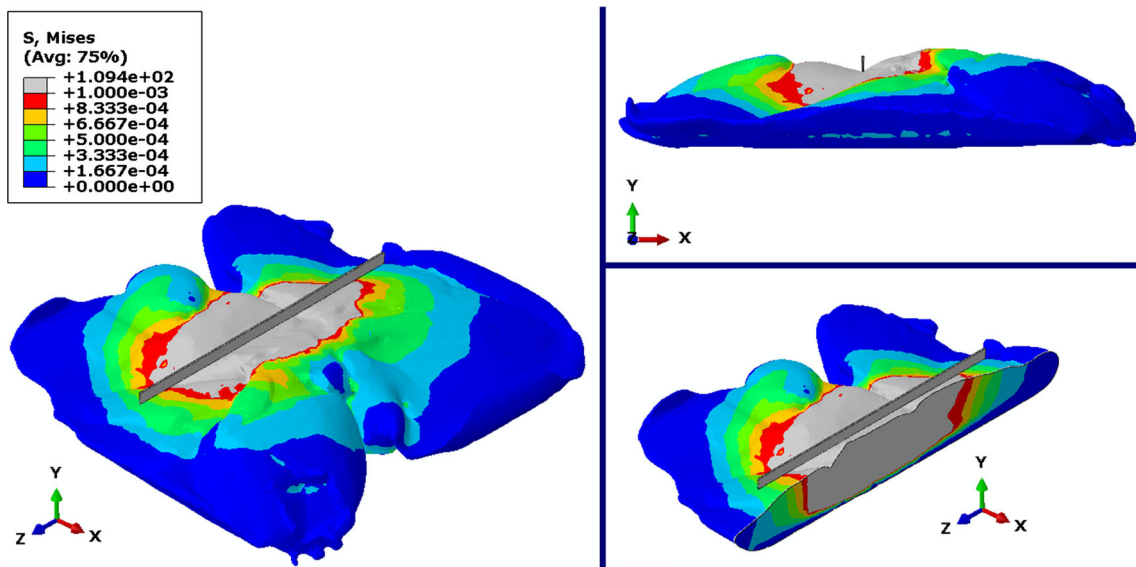 S, Mises
(Avg: 75%)
+1.094e+02
+1.000e-03
+8.333e-04
+6.667e-04
+5.000e-04
+3.333e-04
+1.667e-04
+0.000e+00
Y
Z
X
Y
Z
X
Y
Z
X